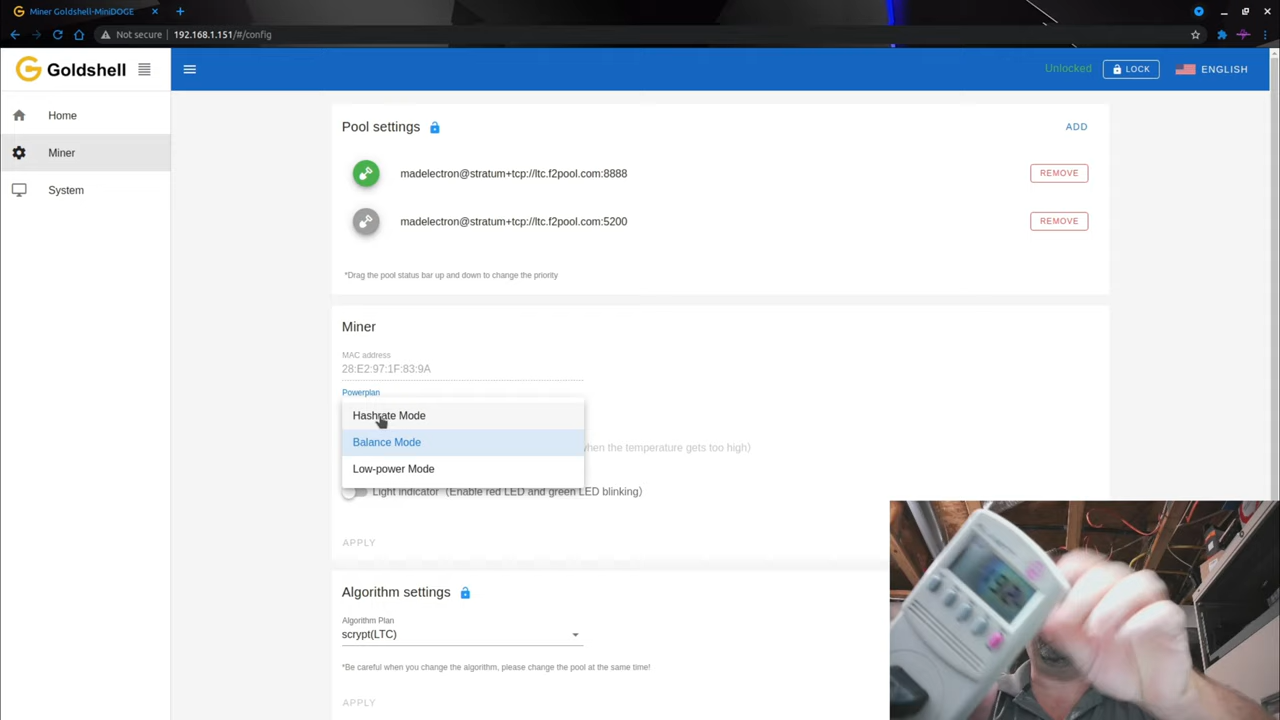 Miner Goldshell-MiniDOGE
Not secure 192.168.1.151/#/config
Goldshell
Unlocked
LOCK
ENGLISH
Home
Miner
System
Pool settings
ADD
madelectron@stratum+tcp://ltc.f2pool.com:8888
REMOVE
madelectron@stratum+tcp://ltc.f2pool.com:5200
REMOVE
*Drag the pool status bar up and down to change the priority
Miner
MAC address
28:E2:97:1F:83:9A
Powerplan
Hashrate Mode
Balance Mode
when the temperature gets too high)
Low-power Mode
Light indicator (Enable red LED and green LED blinking)
APPLY
Algorithm settings
Algorithm Plan
scrypt(LTC)
*Be careful when you change the algorithm, please change the pool at the same time!
APPLY